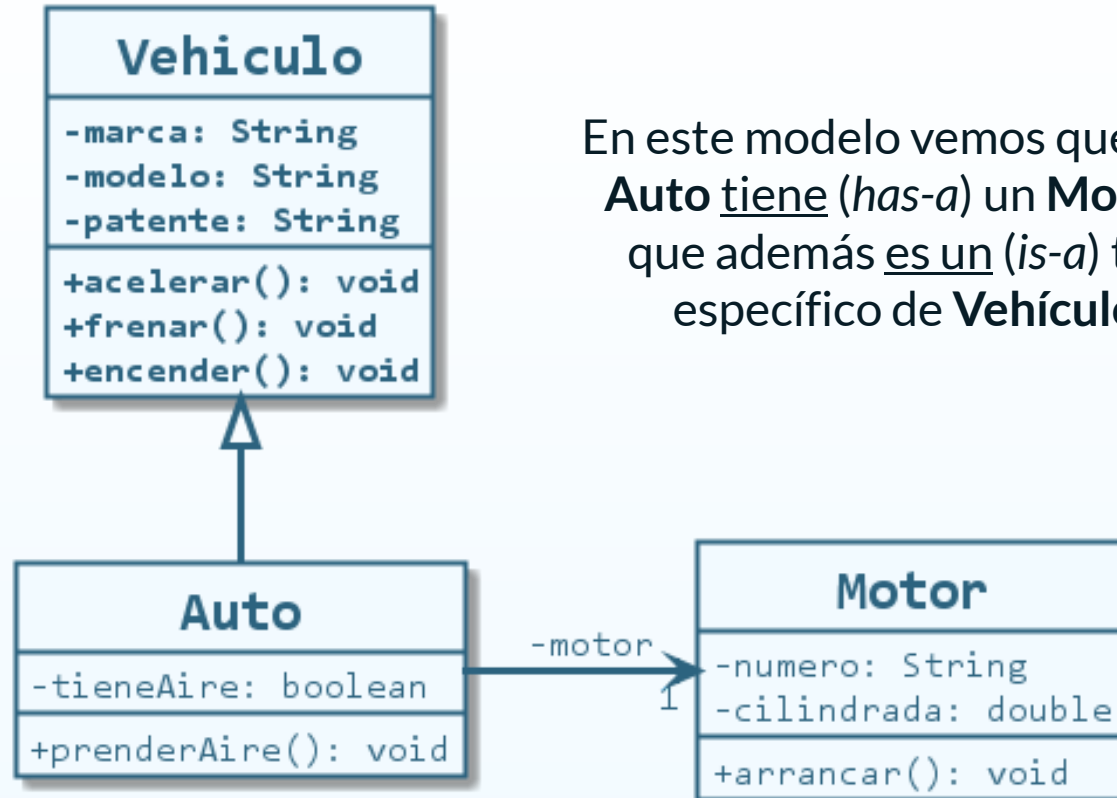 Vehiculo
-marca: String
-modelo: String
-patente: String
+acelerar(): void
+frenar(): void
+encender(): void
En este modelo vemos que
Auto tiene (has-a) un
que además es un (is-a)
específico de
Auto
-tieneAire: boolean
+prenderAire(): void
-motor
1
Motor
-numero: String
-cilindrada: double
+arrancar(): void